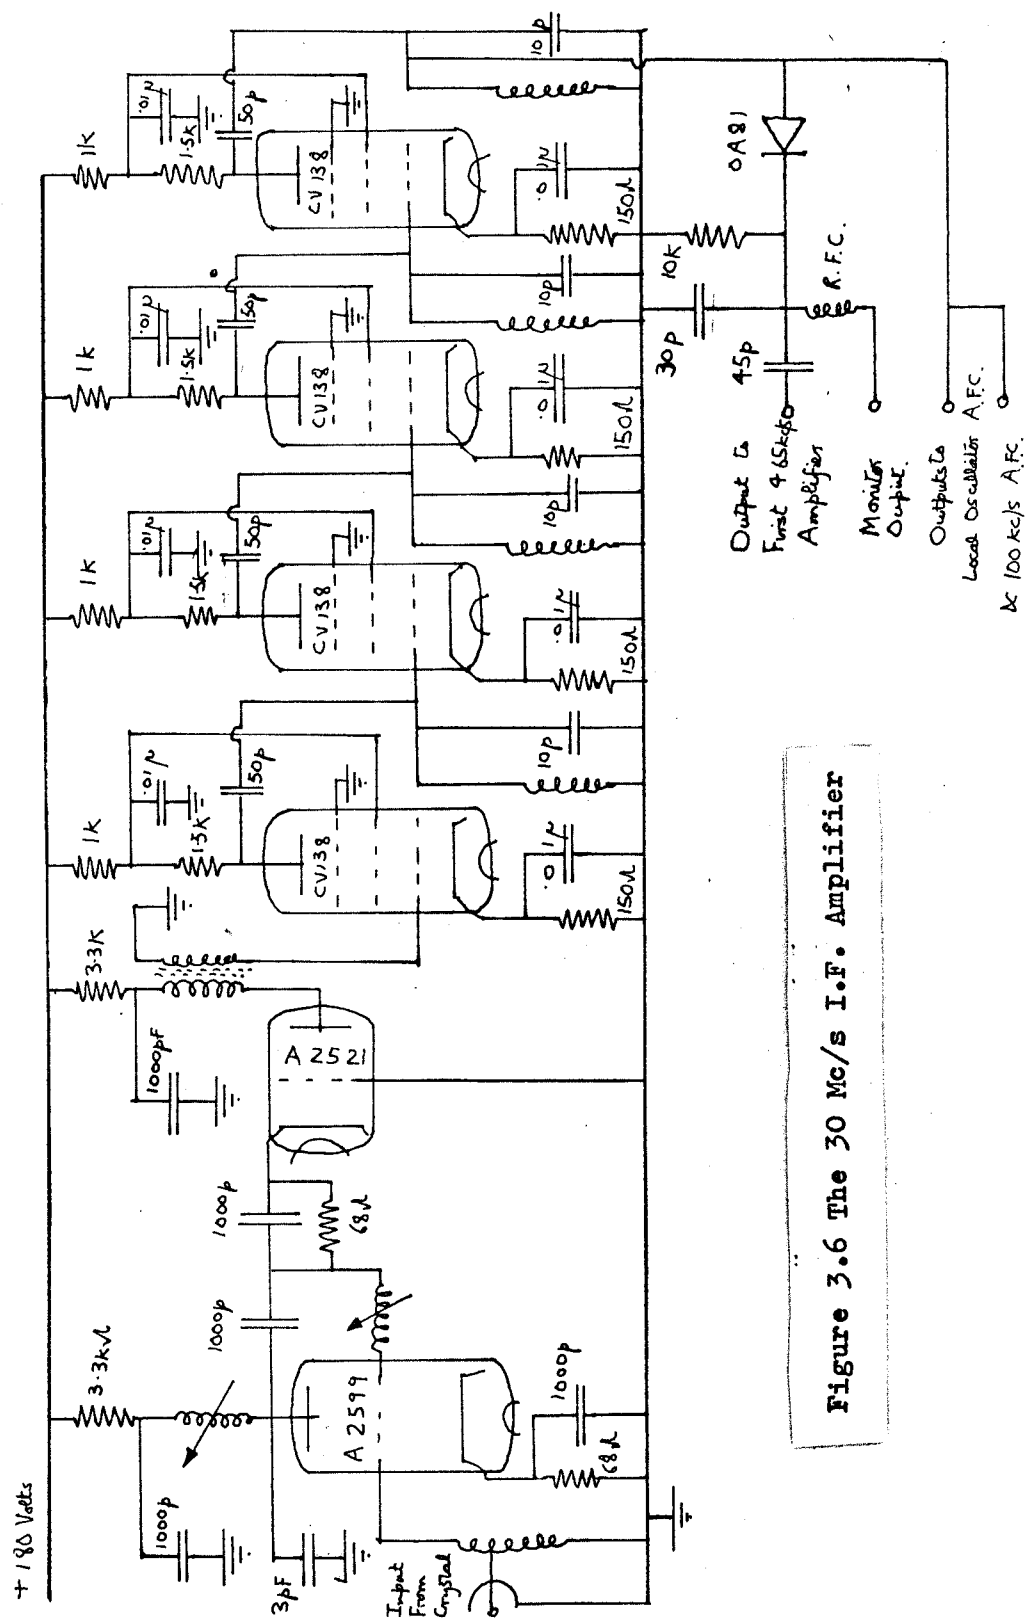 + 180 Volts
3.3kΩ
1000p
3pF
Input
From
Crystal
A 2599
1000p
68Ω
1000p
1000p
68Ω
A 2521
1000pF
3.3K
1k
.01μ
1.5K
50p
CV138
.01μ
150Ω
10p
1k
.01μ
1.5k
50p
CV138
.01μ
150Ω
10p
1k
.01μ
1.5k
50p
CV138
.01μ
150Ω
10p
1k
.01μ
1.5k
50p
CV138
.01μ
150Ω
10p
10k
30p
45p
OA81
R.F.C.
Output to
First 465kc/s
Amplifier
Monitor
Output.
Outputs to
Local Oscillator A.F.C.
& 100 kc/s A.F.C.
Figure 3.6 The 30 Mc/s I.F. Amplifier